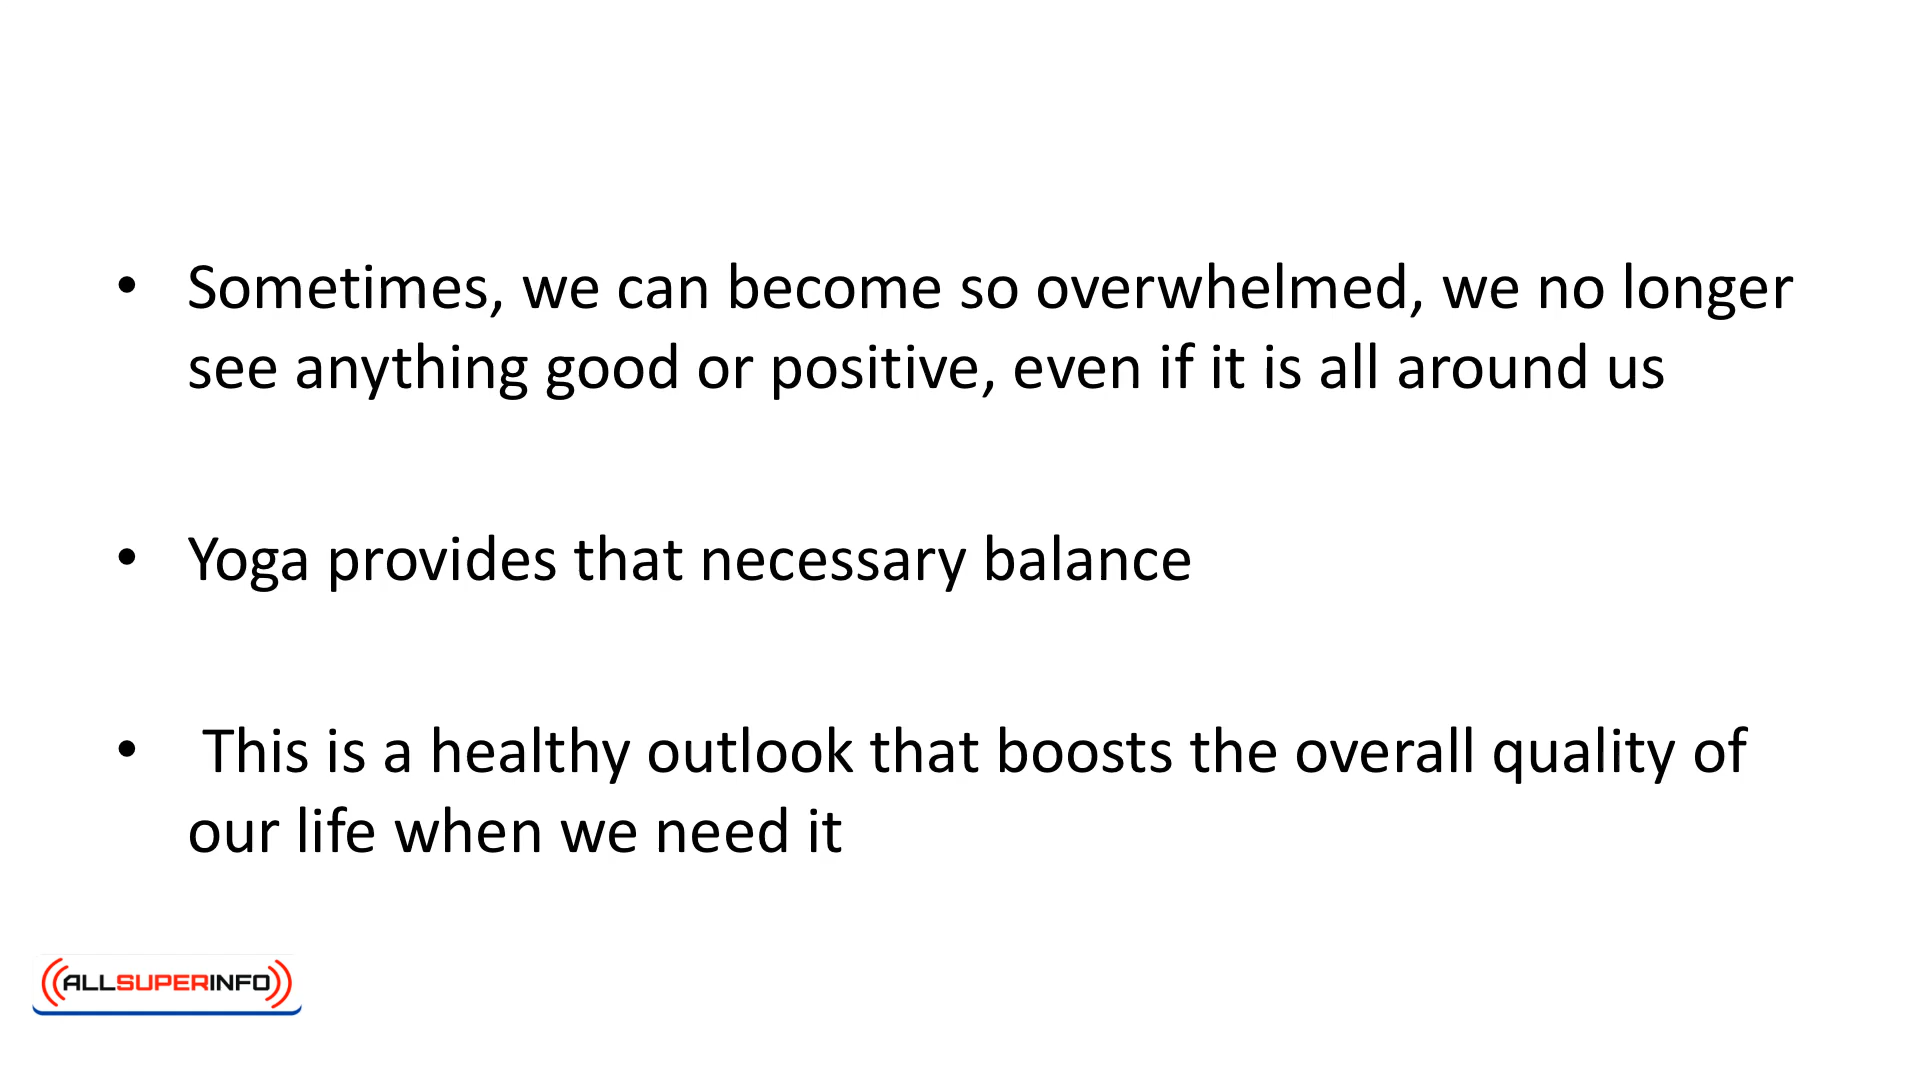 • Sometimes, we can become so overwhelmed, we no longer
see anything good or positive, even if it is all around us
• Yoga provides that necessary balance
• This is a healthy outlook that boosts the overall quality of
our life when we need it
ALLSUPERINFO